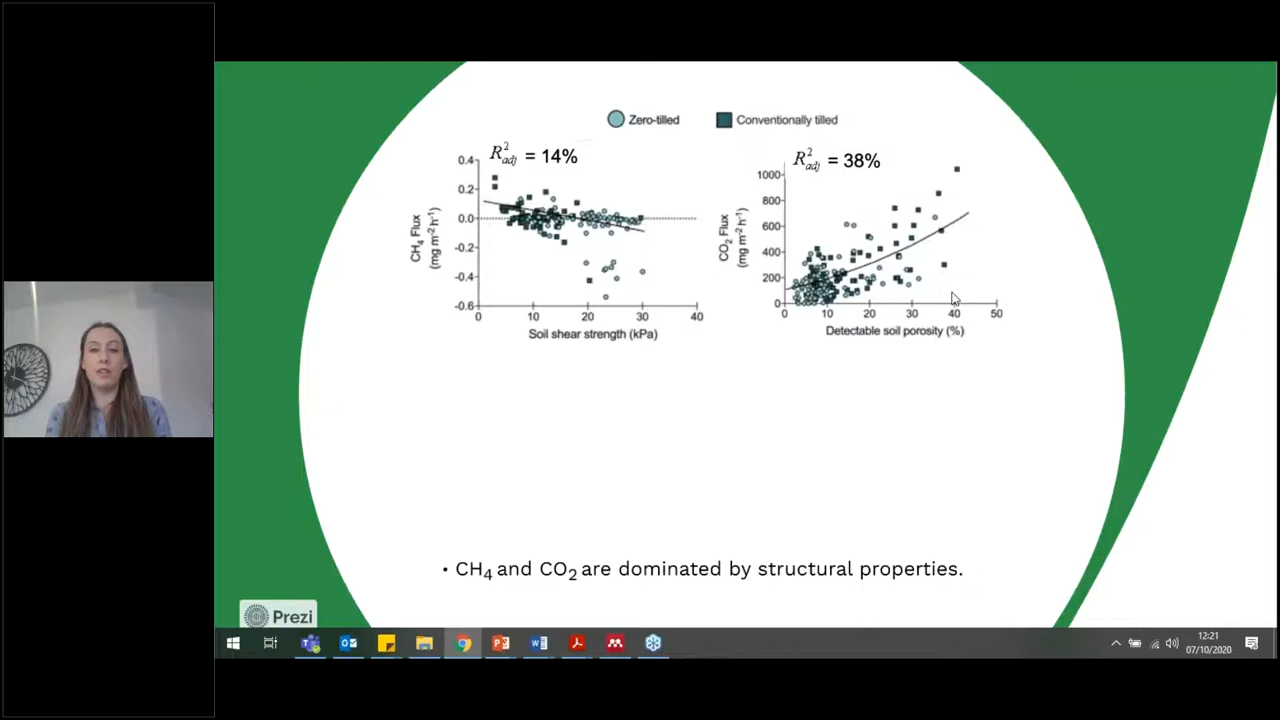 Zero-tilled Conventionally tilled
R²adj = 14%
0.4
0.2
0.0
-0.2
-0.4
-0.6
CH₄ Flux
(mg m⁻² h⁻¹)
0 10 20 30 40
Soil shear strength (kPa)
R²adj = 38%
1000
800
600
400
200
0
CO₂ Flux
(mg m⁻² h⁻¹)
0 10 20 30 40 50
Detectable soil porosity (%)
• CH₄ and CO₂ are dominated by structural properties.
Prezi
12:21
07/10/2020